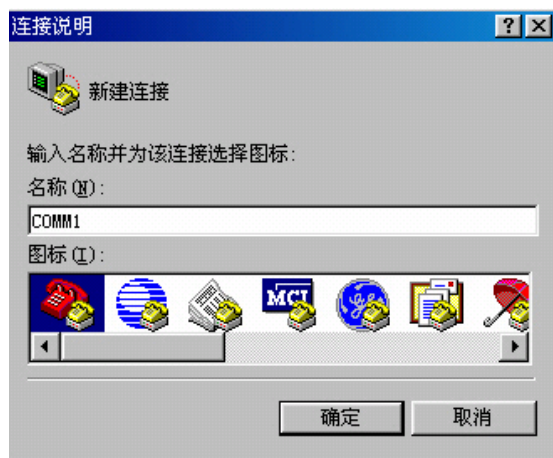 连接说明
新建连接
输入名称并为该连接选择图标:
名称(N):
COMM1
图标(I):
MCI
确定
取消